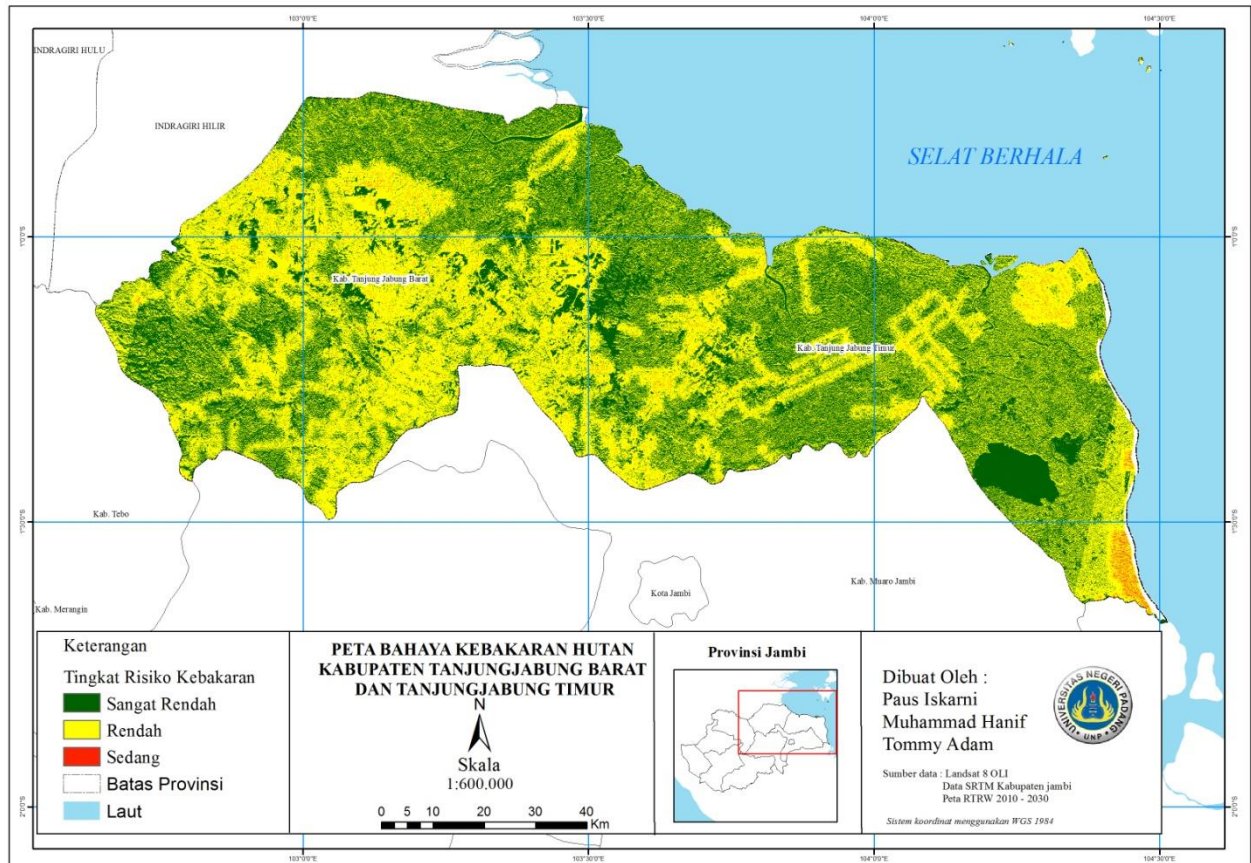 103°0'0"E
103°30'0"E
104°0'0"E
104°30'0"E
INDRAGIRI HULU
INDRAGIRI HILIR
SELAT BERHALA
1°0'0"S
1°0'0"S
Kab. Tanjung Jabung Barat
Kab. Tanjung Jabung Timur
Kab. Tebo
1°30'0"S
1°30'0"S
Kab. Merangin
Kota Jambi
Kab. Muaro Jambi
Keterangan
Tingkat Risiko Kebakaran
Sangat Rendah
Rendah
Sedang
Batas Provinsi
Laut
PETA BAHAYA KEBAKARAN HUTAN
KABUPATEN TANJUNGJABUNG BARAT
DAN TANJUNGJABUNG TIMUR
N
Skala
1:600.000
0 5 10 20 30 40
Km
Provinsi Jambi
Dibuat Oleh :
Paus Iskarni
Muhammad Hanif
Tommy Adam
UNIVERSITAS NEGERI PADANG
UNP
Sumber data : Landsat 8 OLI
Data SRTM Kabupaten jambi
Peta RTRW 2010 - 2030
Sistem koordinat menggunakan WGS 1984
2°0'0"S
2°0'0"S
103°0'0"E
103°30'0"E
104°0'0"E
104°30'0"E